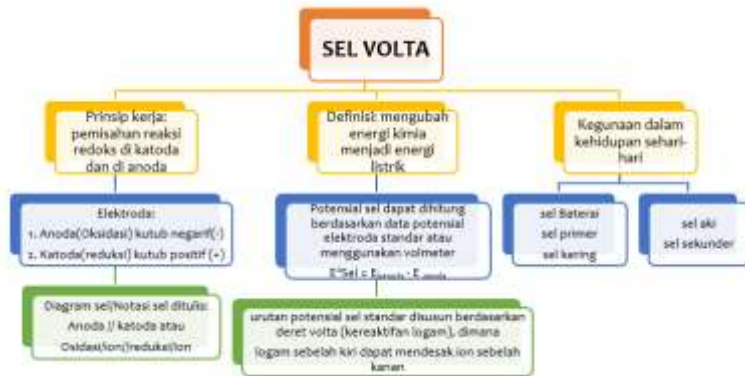 SEL VOLTA
Prinsip kerja:
pemisahan reaksi
redoks di katoda
dan di anoda
Definisi: mengubah
energi kimia
menjadi energi
listrik
Kegunaan dalam
kehidupan sehari-
hari
Elektroda:
1. Anoda(Oksidasi) kutub negarif(-)
2. Katoda(reduksi) kutub positif (+)
Potensial sel dapat dihitung
berdasarkan data potensial
elektroda standar atau
menggunakan volmeter
E°Sel = E - E
sel Baterai
sel primer
sel kering
sel aki
sel sekunder
Diagram sel/Notasi sel ditulis:
Anoda // katoda atau
Osidasi/ion//reduksi/ion
urutan potensial sel standar disusun berdasarkan
deret volta (kereaktifan logam), dimana
logam sebelah kiri dapat mendesak ion sebelah
kanan